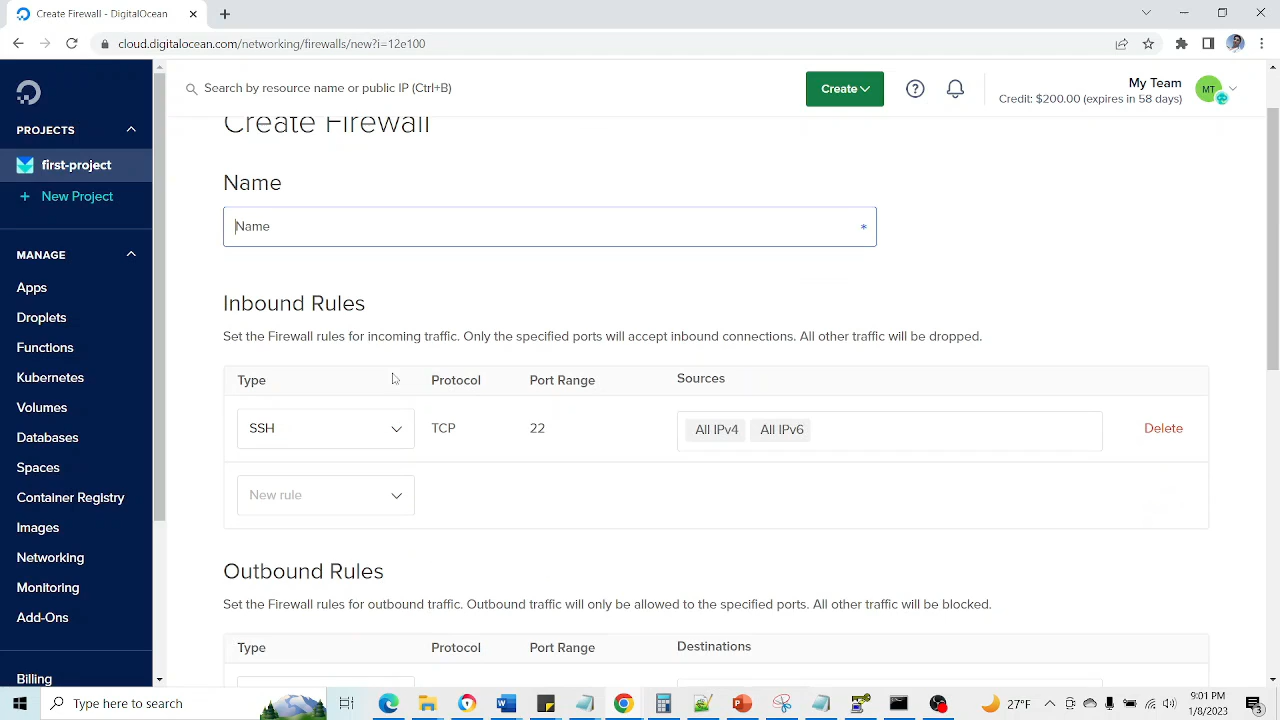 Create Firewall - DigitalOcean
cloud.digitalocean.com/networking/firewalls/new?i=12e100
Search by resource name or public IP (Ctrl+B)
Create
?
My Team
Credit: $200.00 (expires in 58 days)
MT
PROJECTS
first-project
+ New Project
MANAGE
Apps
Droplets
Functions
Kubernetes
Volumes
Databases
Spaces
Container Registry
Images
Networking
Monitoring
Add-Ons
Billing
Create Firewall
Name
Name *
Inbound Rules
Set the Firewall rules for incoming traffic. Only the specified ports will accept inbound connections. All other traffic will be dropped.
Type Protocol Port Range Sources
SSH TCP 22 All IPv4 All IPv6 Delete
New rule
Outbound Rules
Set the Firewall rules for outbound traffic. Outbound traffic will only be allowed to the specified ports. All other traffic will be blocked.
Type Protocol Port Range Destinations
Type here to search
27°F
9:01 PM
1/8/2023
3